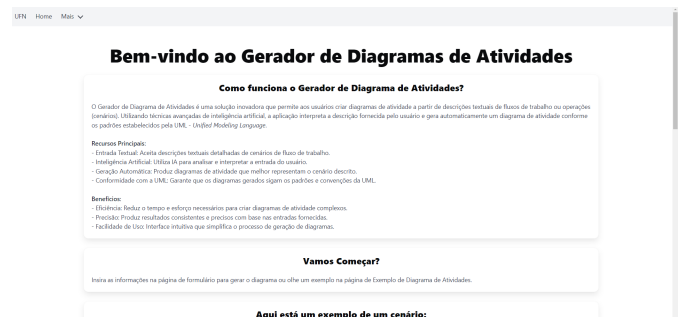 UFN Home Mais
Bem-vindo ao Gerador de Diagramas de Atividades
Como funciona o Gerador de Diagrama de Atividades?
O Gerador de Diagrama de Atividades é uma solução inovadora que permite aos usuários criar diagramas de atividade a partir de descrições textuais de fluxos de trabalho ou operações
(cenários). Utilizando técnicas avançadas de inteligência artificial, a aplicação interpreta a descrição fornecida pelo usuário e gera automaticamente um diagrama de atividade conforme
os padrões estabelecidos pela UML - Unified Modeling Language.
Recursos Principais:
- Entrada Textual: Aceita descrições textuais detalhadas de cenários de fluxo de trabalho.
- Inteligência Artificial: Utiliza IA para analisar e interpretar a entrada do usuário.
- Geração Automática: Produz diagramas de atividade que melhor representam o cenário descrito.
- Conformidade com a UML: Garante que os diagramas gerados sigam os padrões e convenções da UML.
Benefícios:
- Eficiência: Reduz o tempo e esforço necessários para criar diagramas de atividade complexos.
- Precisão: Produz resultados consistentes e precisos com base nas entradas fornecidas.
- Facilidade de Uso: Interface intuitiva que simplifica o processo de geração de diagramas.
Vamos Começar?
Insira as informações na página de formulário para gerar o diagrama ou olhe um exemplo na página de Exemplo de Diagrama de Atividades.
Aqui está um exemplo de um cenário: